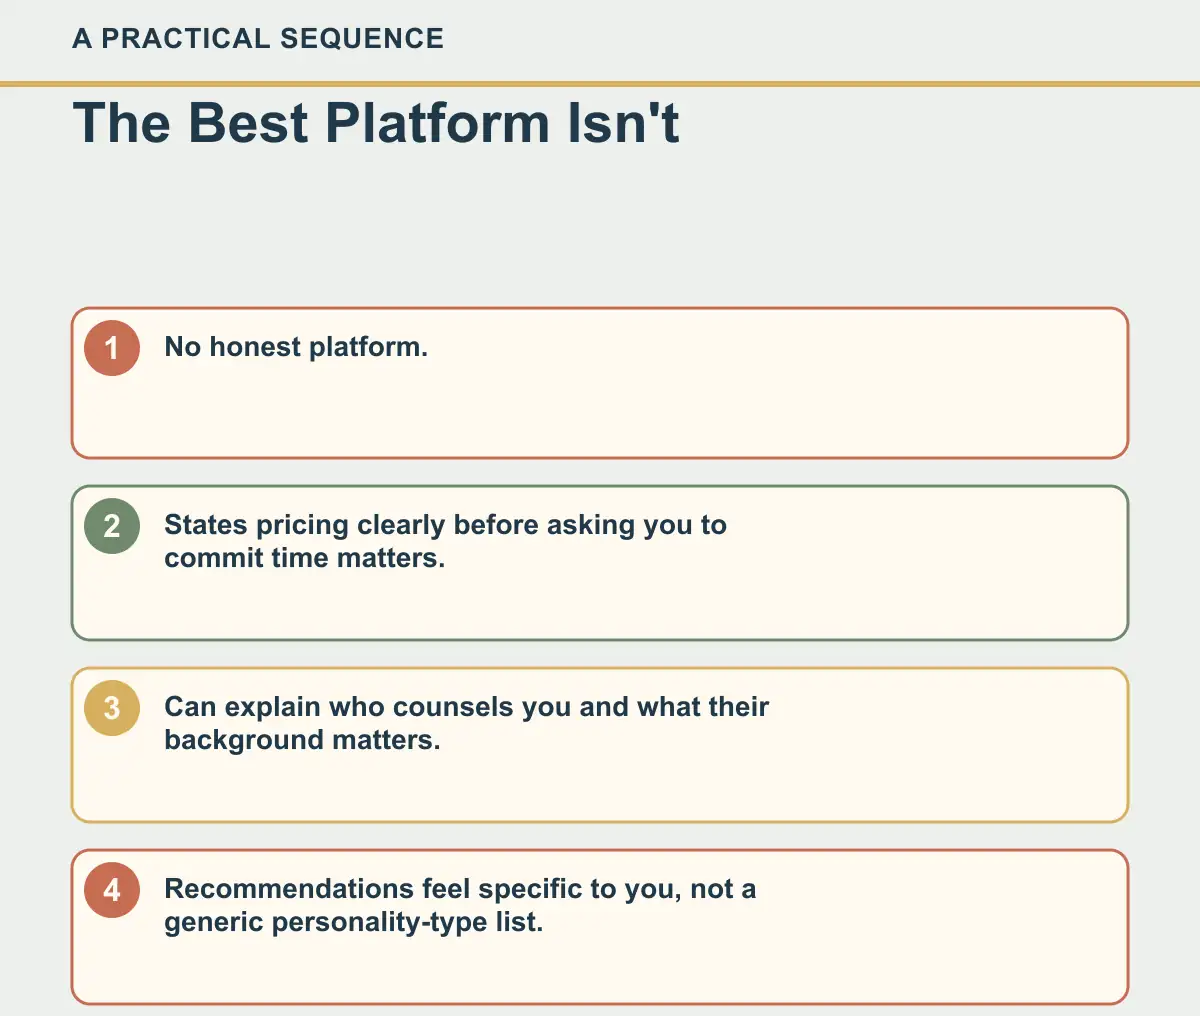 A PRACTICAL SEQUENCE
The Best Platform Isn't
1
No honest platform.
2
States pricing clearly before asking you to
commit time matters.
3
Can explain who counsels you and what their
background matters.
4
Recommendations feel specific to you, not a
generic personality-type list.